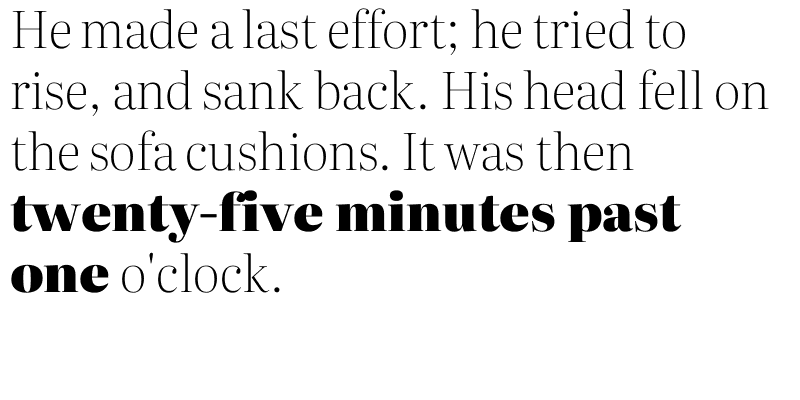 He made a last effort; he tried to
rise, and sank back. His head fell on
the sofa cushions. It was then
twenty-five minutes past
one o'clock.